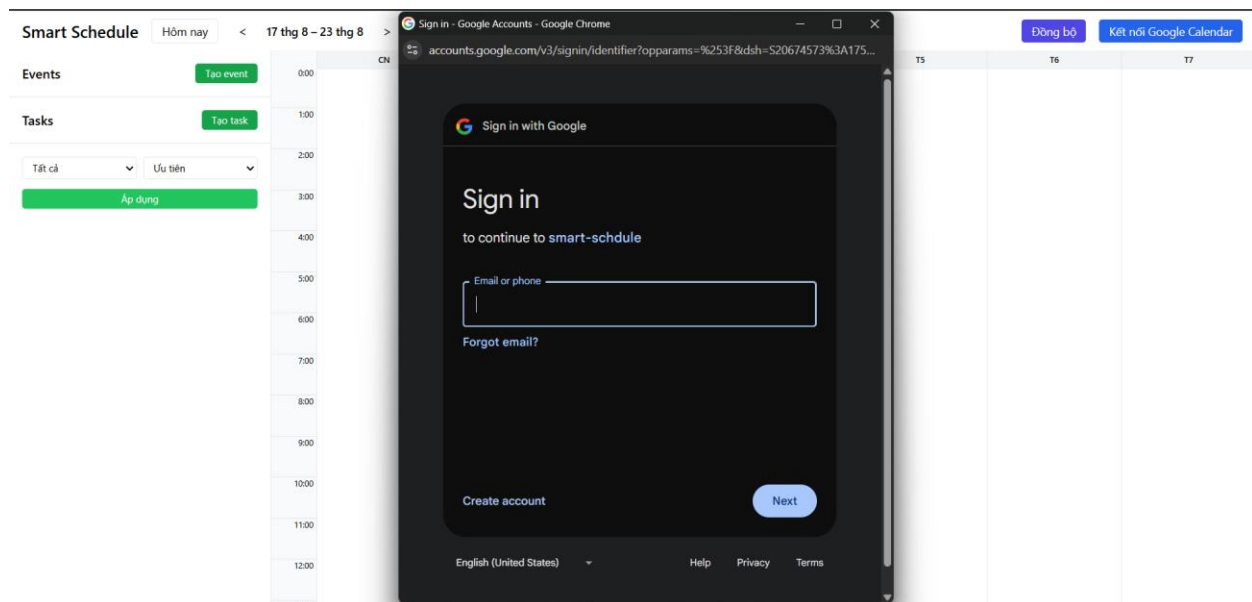 Smart Schedule Hôm nay < 17 thg 8 – 23 thg 8 >
Sign in - Google Accounts - Google Chrome
accounts.google.com/v3/signin/identifier?opparams=%253F&dsh=S20674573%3A175...
Đồng bộ Kết nối Google Calendar
CN T5 T6 T7
Events Tạo event
Tasks Tạo task
Tất cả Ưu tiên
Áp dụng
0:00
1:00
2:00
3:00
4:00
5:00
6:00
7:00
8:00
9:00
10:00
11:00
12:00
Sign in with Google
Sign in
to continue to smart-schdule
Email or phone
Forgot email?
Create account Next
English (United States) Help Privacy Terms